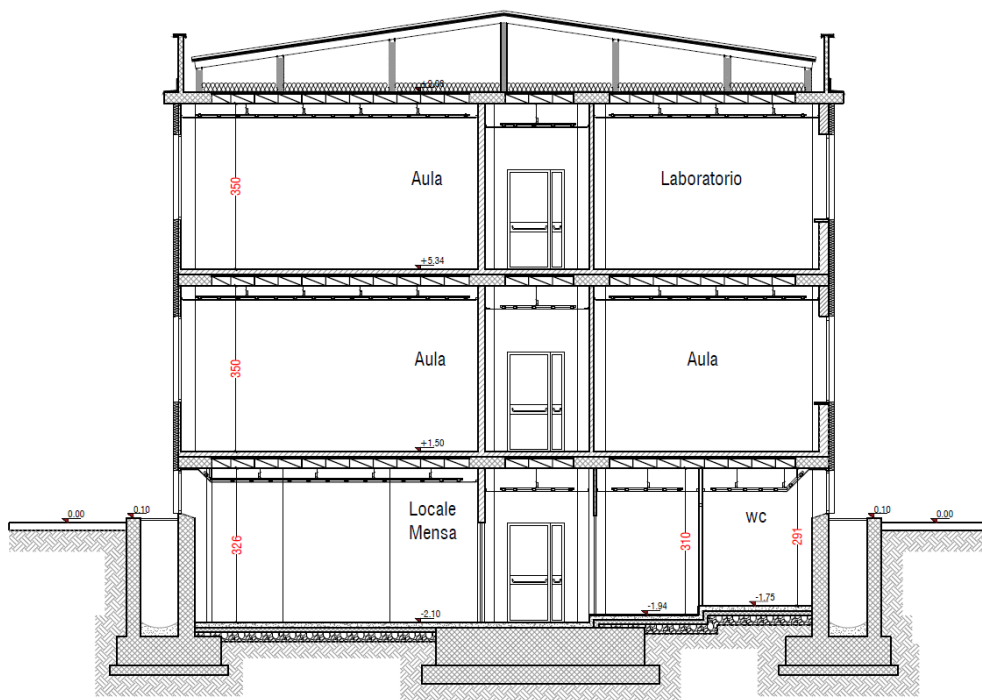 +9.08
350
Aula
Laboratorio
+5,34
350
Aula
Aula
+1,50
0.00
0.10
326
Locale
Mensa
310
wc
291
0.10
0.00
-2.10
-1.94
-1.75